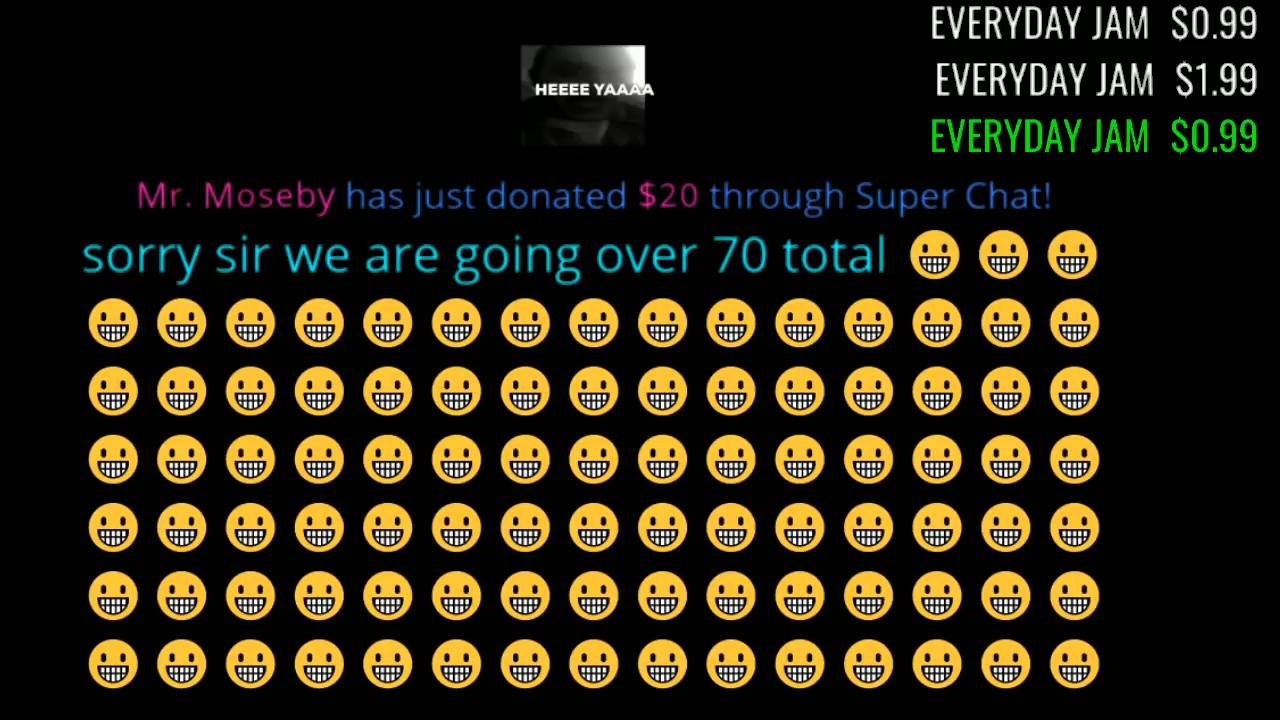 EVERYDAY JAM $0.99
EVERYDAY JAM $1.99
EVERYDAY JAM $0.99
HEEEE YAAAA
Mr. Moseby has just donated $20 through Super Chat!
sorry sir we are going over 70 total 😀😀😀
😀😀😀😀😀😀😀😀😀😀😀😀😀😀😀
😀😀😀😀😀😀😀😀😀😀😀😀😀😀😀
😀😀😀😀😀😀😀😀😀😀😀😀😀😀😀
😀😀😀😀😀😀😀😀😀😀😀😀😀😀😀
😀😀😀😀😀😀😀😀😀😀😀😀😀😀😀
😀😀😀😀😀😀😀😀😀😀😀😀😀😀😀